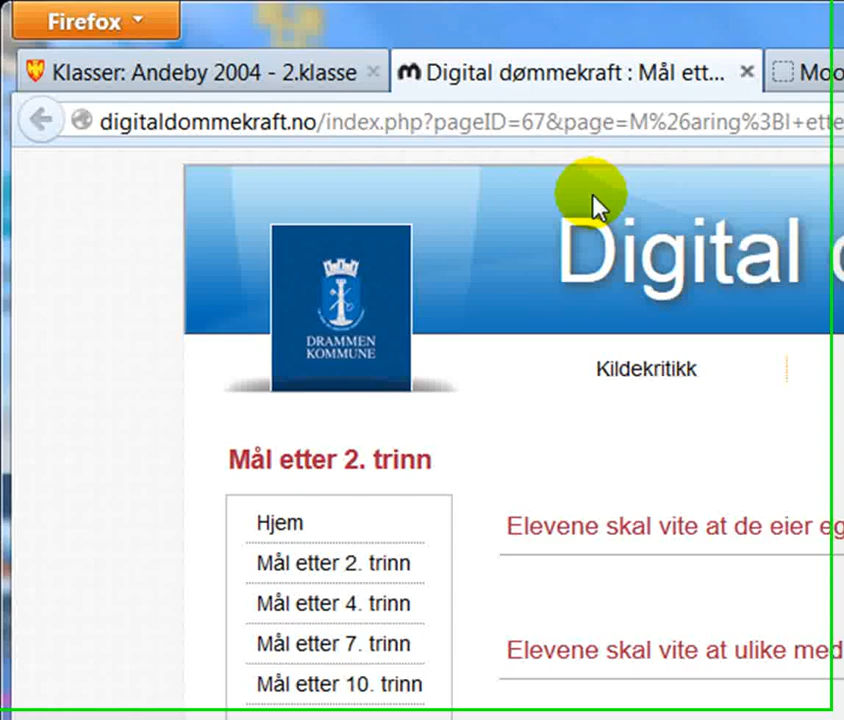 Firefox
Klasser: Andeby 2004 - 2.klasse
Digital dømmekraft : Mål ett...
Moo
digitaldommekraft.no/index.php?pageID=67&page=M%26aring%3Bl+ette
Digital
DRAMMEN
KOMMUNE
Kildekritikk
Mål etter 2. trinn
Hjem
Mål etter 2. trinn
Mål etter 4. trinn
Mål etter 7. trinn
Mål etter 10. trinn
Elevene skal vite at de eier eg
Elevene skal vite at ulike med